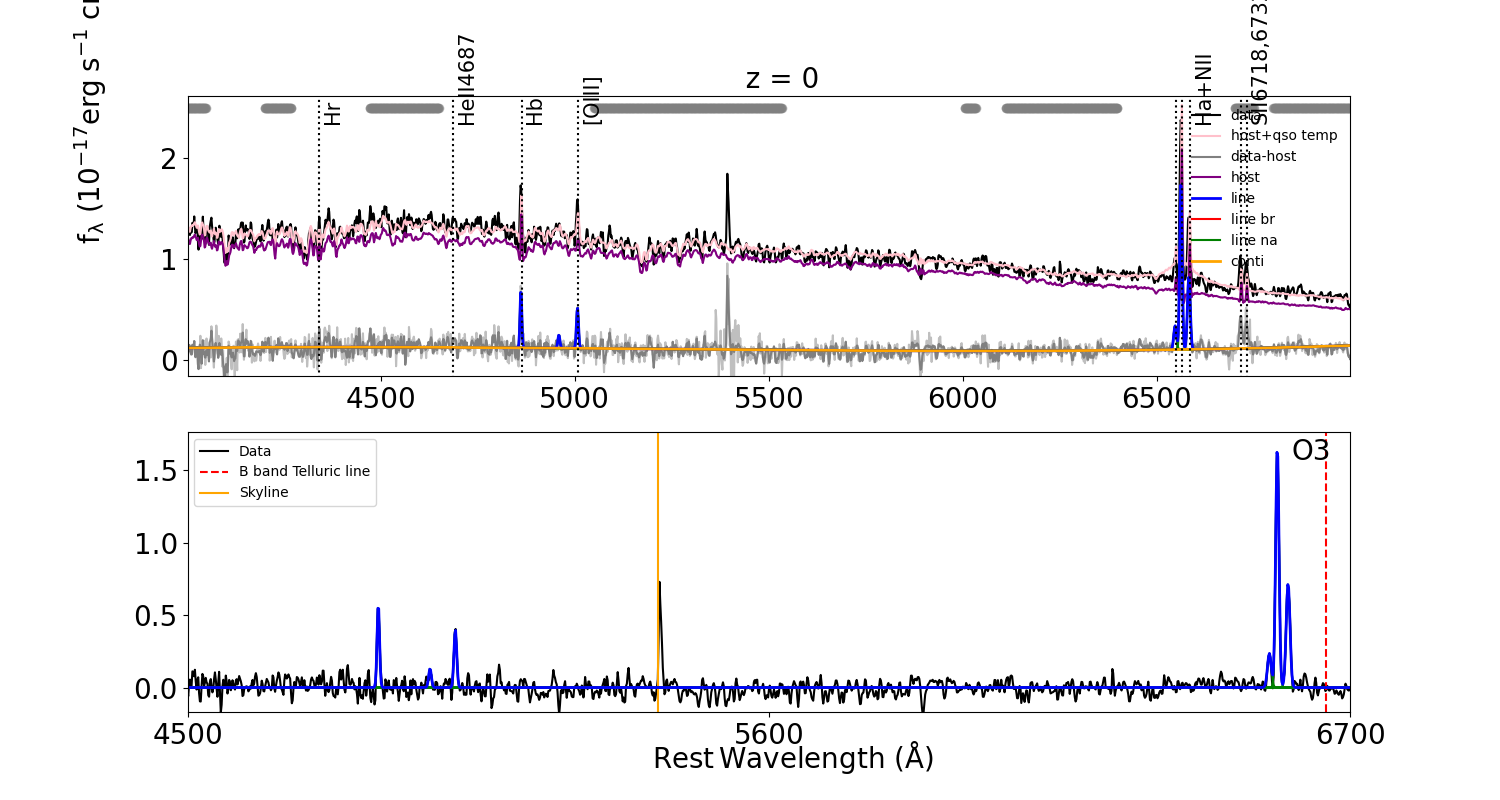 z = 0
f_λ (10^−17 erg s^−1
Hr
HeII4687
Hb
[OIII]
Ha+NII
SII6718,673
data
host+qso temp
data-host
host
line
line br
line na
conti
2
1
0
4500
5000
5500
6000
6500
Data
B band Telluric line
Skyline
O3
1.5
1.0
0.5
0.0
4500
5600
6700
Rest Wavelength (Å)